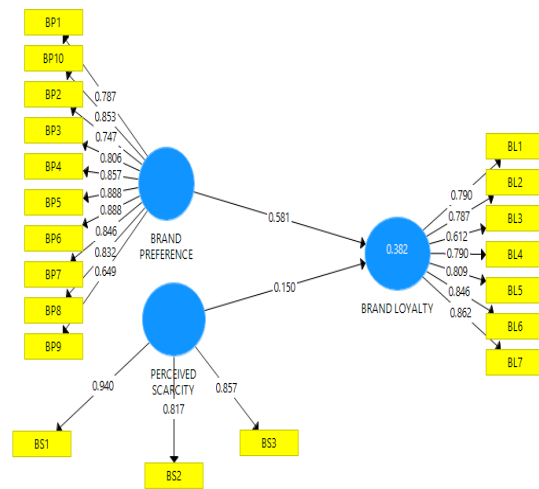 BP1
BP10
BP2
BP3
BP4
BP5
BP6
BP7
BP8
BP9
0.787
0.853
0.747
0.806
0.857
0.888
0.888
0.846
0.832
0.649
BRAND
PREFERENCE
0.581
0.150
0.382
BRAND LOYALTY
0.790
0.787
0.612
0.790
0.809
0.846
0.862
BL1
BL2
BL3
BL4
BL5
BL6
BL7
PERCEIVED
SCARCITY
0.940
0.817
0.857
BS1
BS2
BS3